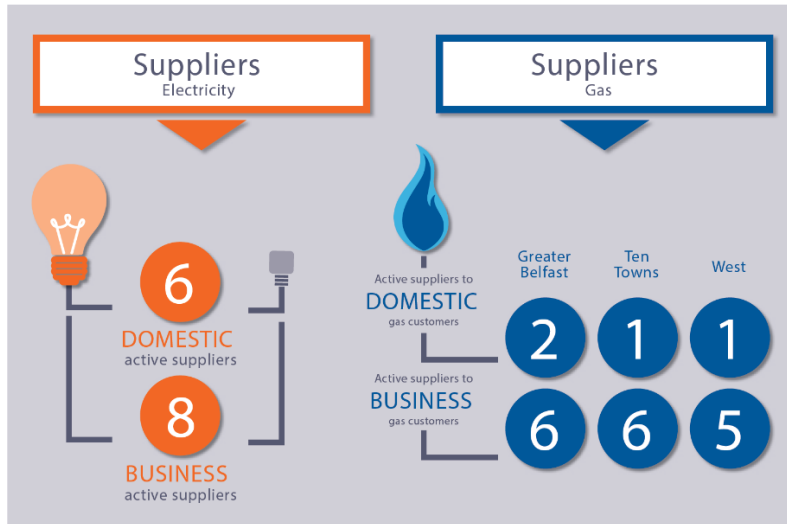 Suppliers
Electricity
6
DOMESTIC
active suppliers
8
BUSINESS
active suppliers
Suppliers
Gas
Greater
Belfast
Ten
Towns
West
Active suppliers to
DOMESTIC
gas customers
2 1 1
Active suppliers to
BUSINESS
gas customers
6 6 5